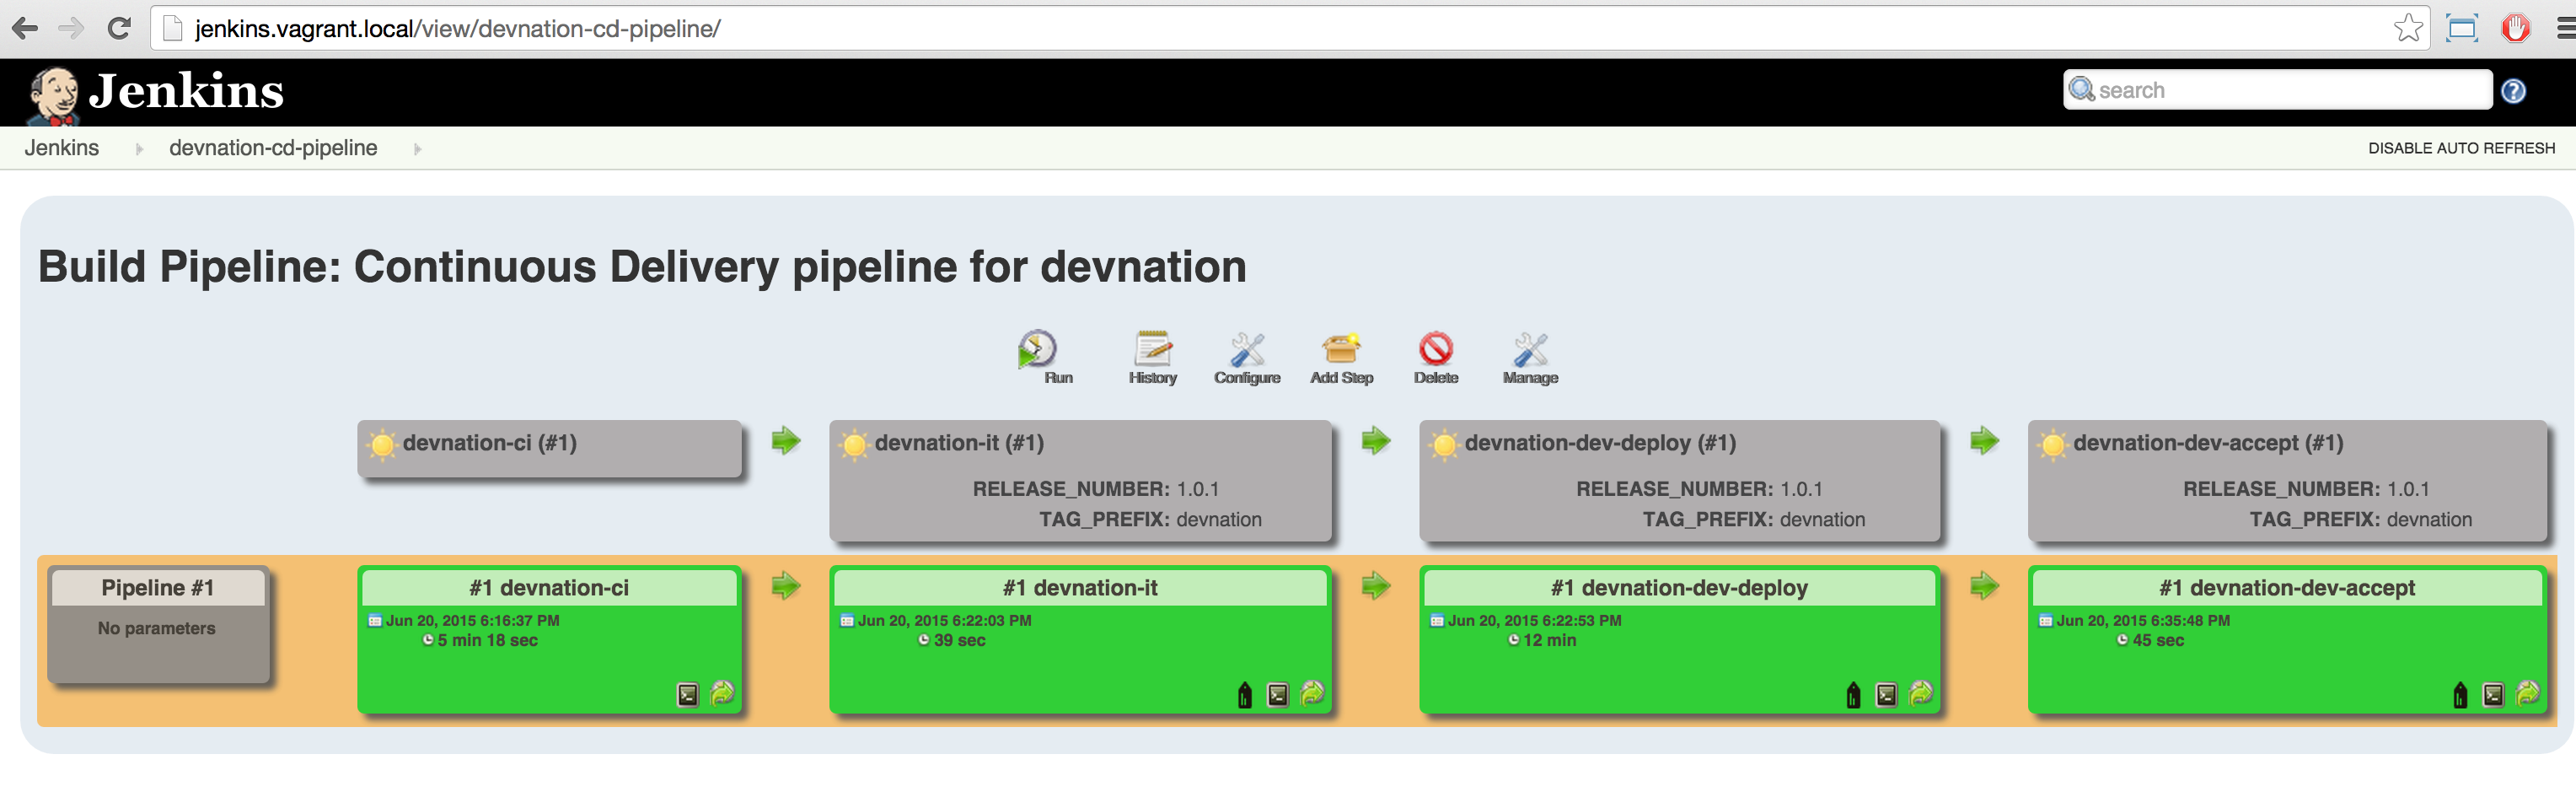 jenkins.vagrant.local/view/devnation-cd-pipeline/
Jenkins
search
Jenkins devnation-cd-pipeline DISABLE AUTO REFRESH
Build Pipeline: Continuous Delivery pipeline for devnation
Run History Configure Add Step Delete Manage
devnation-ci (#1)
devnation-it (#1)
RELEASE_NUMBER: 1.0.1
TAG_PREFIX: devnation
devnation-dev-deploy (#1)
RELEASE_NUMBER: 1.0.1
TAG_PREFIX: devnation
devnation-dev-accept (#1)
RELEASE_NUMBER: 1.0.1
TAG_PREFIX: devnation
Pipeline #1
No parameters
#1 devnation-ci
Jun 20, 2015 6:16:37 PM
5 min 18 sec
#1 devnation-it
Jun 20, 2015 6:22:03 PM
39 sec
#1 devnation-dev-deploy
Jun 20, 2015 6:22:53 PM
12 min
#1 devnation-dev-accept
Jun 20, 2015 6:35:48 PM
45 sec